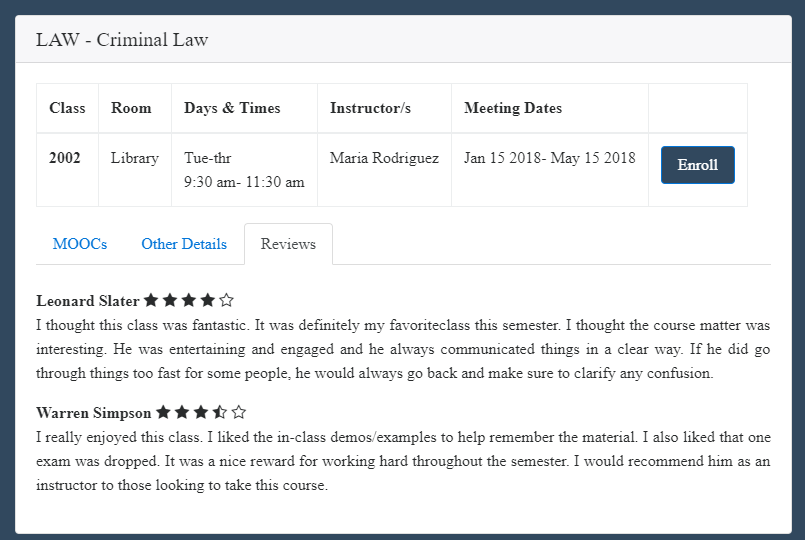 LAW - Criminal Law
Class Room Days & Times Instructor/s Meeting Dates
2002 Library Tue-thr Maria Rodriguez Jan 15 2018- May 15 2018 Enroll
9:30 am- 11:30 am
MOOCs Other Details Reviews
Leonard Slater
I thought this class was fantastic. It was definitely my favoriteclass this semester. I thought the course matter was
interesting. He was entertaining and engaged and he always communicated things in a clear way. If he did go
through things too fast for some people, he would always go back and make sure to clarify any confusion.
Warren Simpson
I really enjoyed this class. I liked the in-class demos/examples to help remember the material. I also liked that one
exam was dropped. It was a nice reward for working hard throughout the semester. I would recommend him as an
instructor to those looking to take this course.